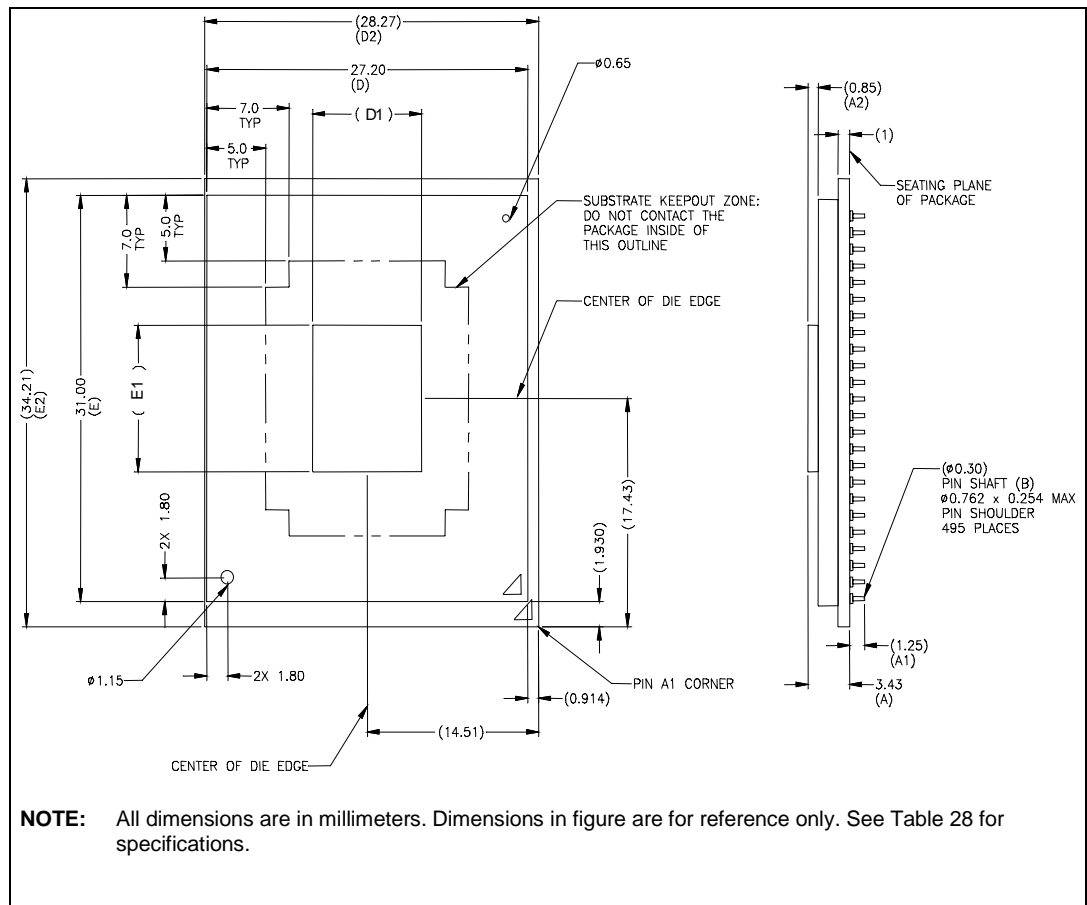 (28.27)
(D2)
27.20
(D)
ø0.65
(0.85)
(A2)
7.0
TYP
( D1 )
(1)
5.0
TYP
SEATING PLANE
OF PACKAGE
SUBSTRATE KEEPOUT ZONE:
DO NOT CONTACT THE
PACKAGE INSIDE OF
THIS OUTLINE
7.0
TYP
5.0
TYP
CENTER OF DIE EDGE
(34.21)
(E2)
31.00
(E)
( E1 )
(ø0.30)
PIN SHAFT (B)
ø0.762 x 0.254 MAX
PIN SHOULDER
495 PLACES
2X 1.80
(1.930)
(17.43)
(1.25)
(A1)
ø1.15
2X 1.80
PIN A1 CORNER
(0.914)
3.43
(A)
(14.51)
CENTER OF DIE EDGE
NOTE: All dimensions are in millimeters. Dimensions in figure are for reference only. See Table 28 for
specifications.